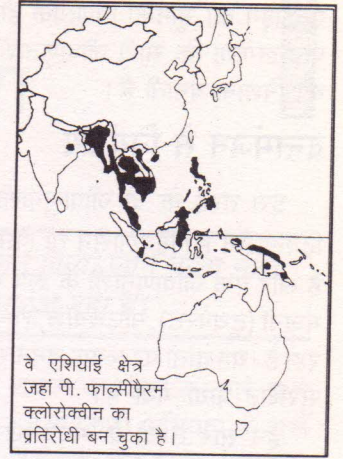 वे एशियाई क्षेत्र
जहां पी. फाल्सीपैरम
क्लोरोक्वीन का
प्रतिरोधी बन चुका है।